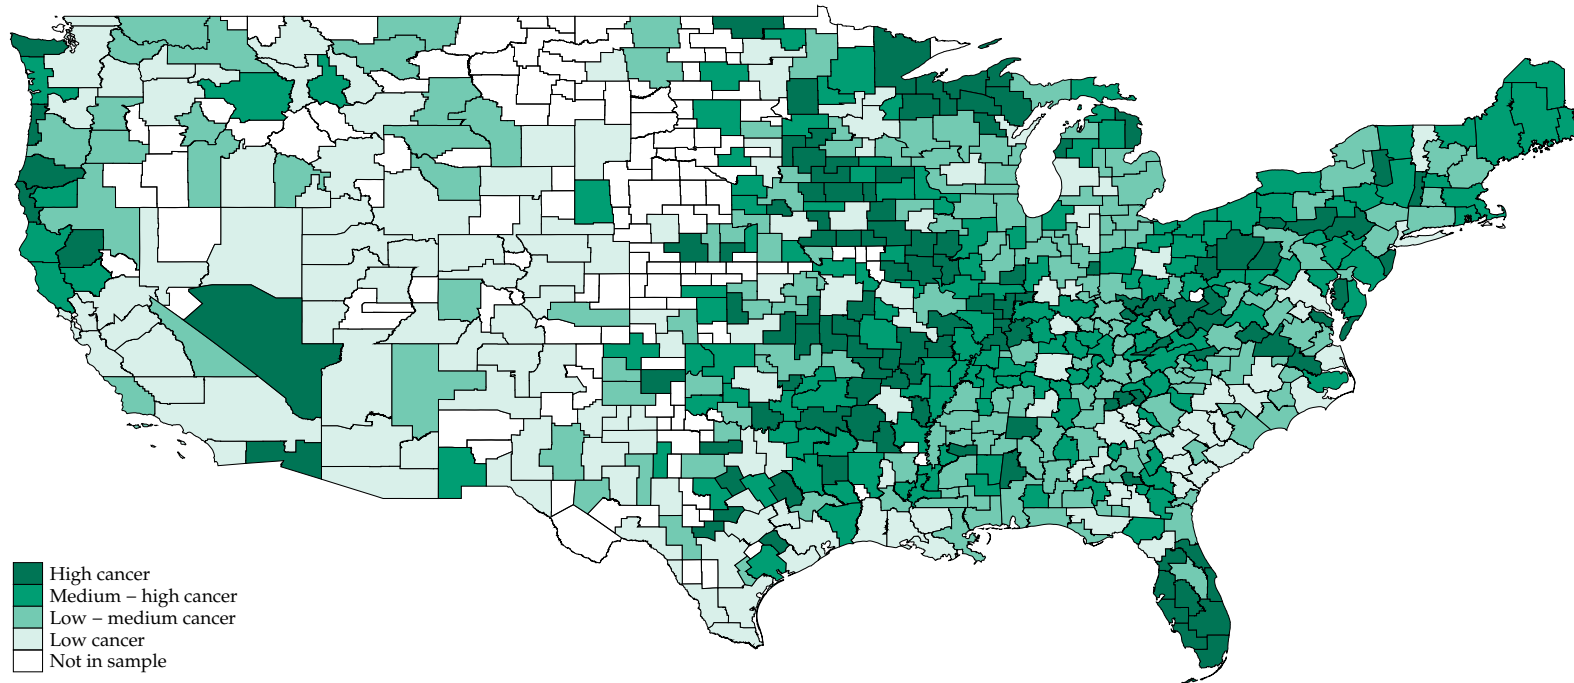 High cancer
Medium − high cancer
Low − medium cancer
Low cancer
Not in sample